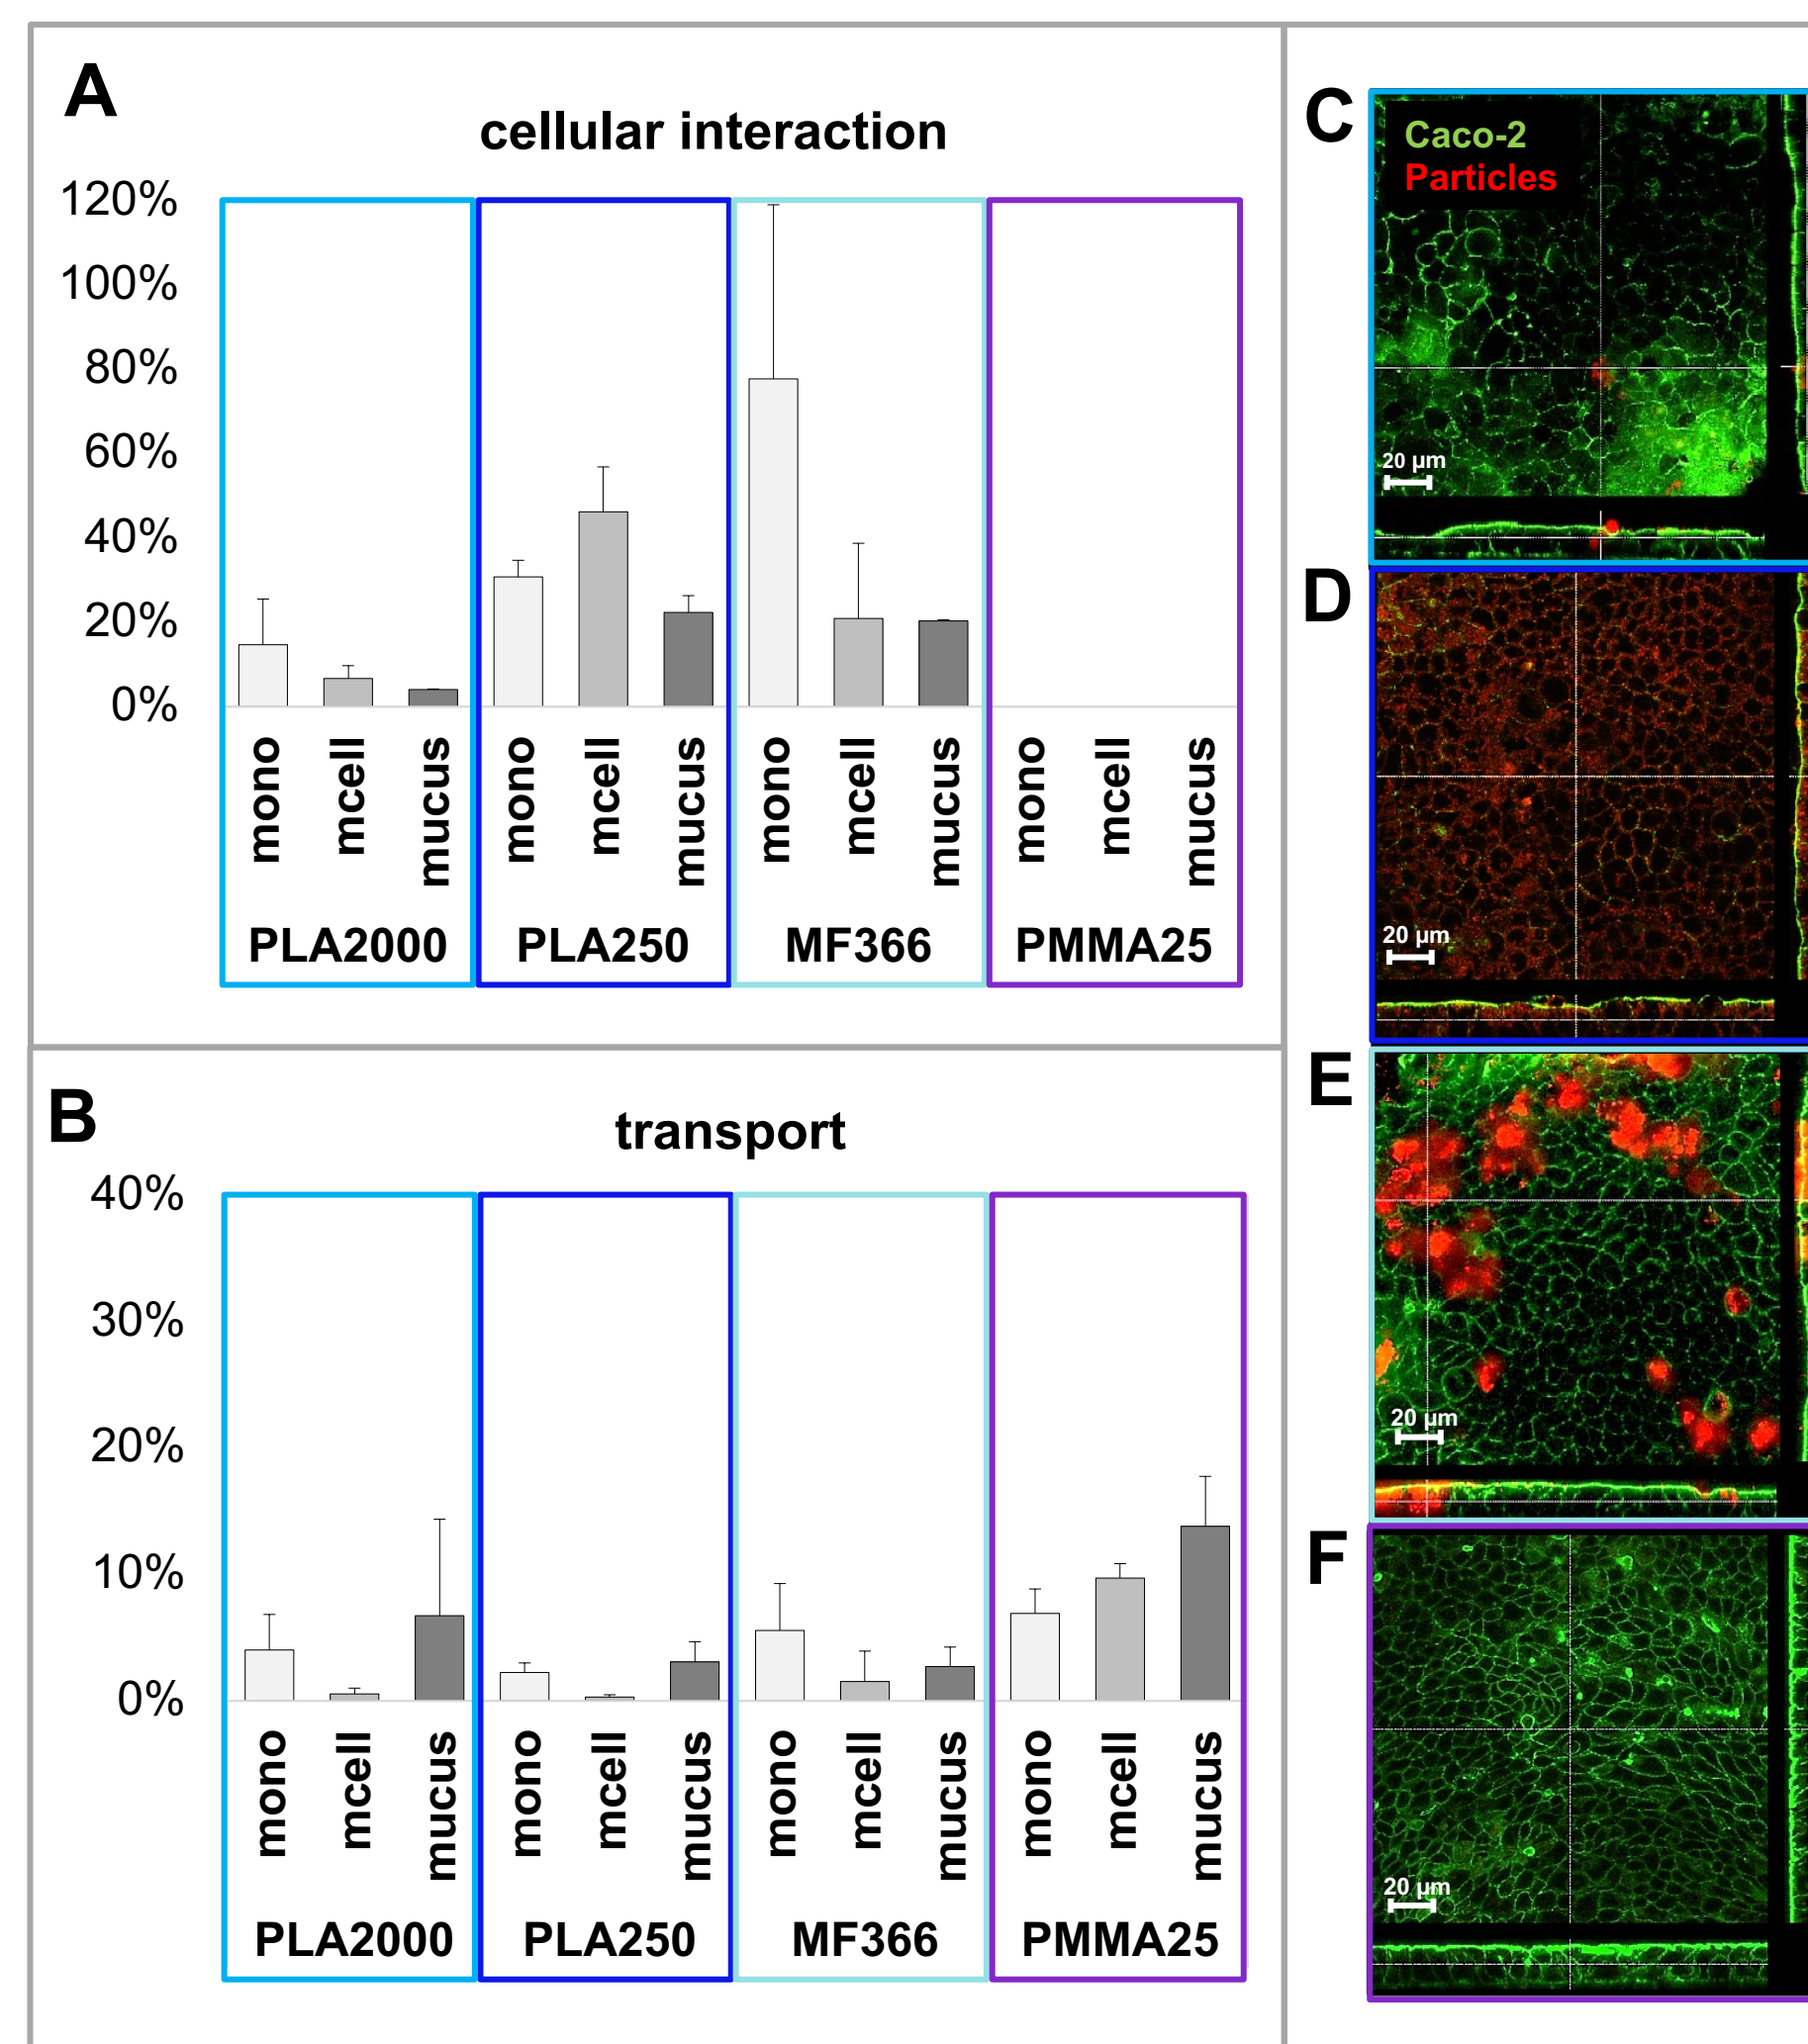 A
cellular interaction
120%
100%
80%
60%
40%
20%
0%
mono mcell mucus mono mcell mucus mono mcell mucus mono mcell mucus
PLA2000 PLA250 MF366 PMMA25
B
transport
40%
30%
20%
10%
0%
mono mcell mucus mono mcell mucus mono mcell mucus mono mcell mucus
PLA2000 PLA250 MF366 PMMA25
C
Caco-2
Particles
20 µm
D
20 µm
E
20 µm
F
20 µm